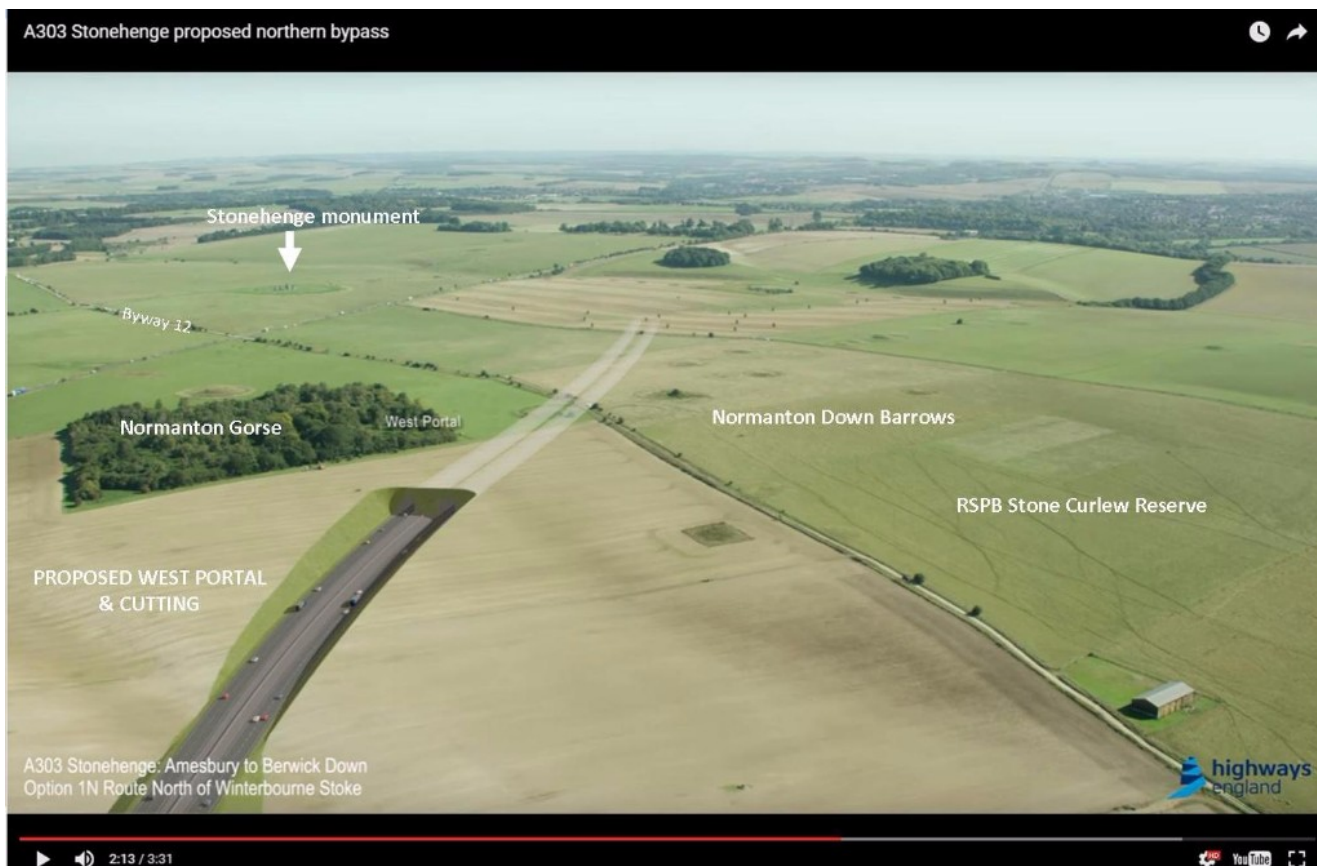 A303 Stonehenge proposed northern bypass
Stonehenge monument
Byway 12
Normanton Gorse
West Portal
Normanton Down Barrows
RSPB Stone Curlew Reserve
PROPOSED WEST PORTAL
& CUTTING
A303 Stonehenge: Amesbury to Berwick Down
Option 1N Route North of Winterbourne Stoke
highways
england
2:13 / 3:31
HD
YouTube